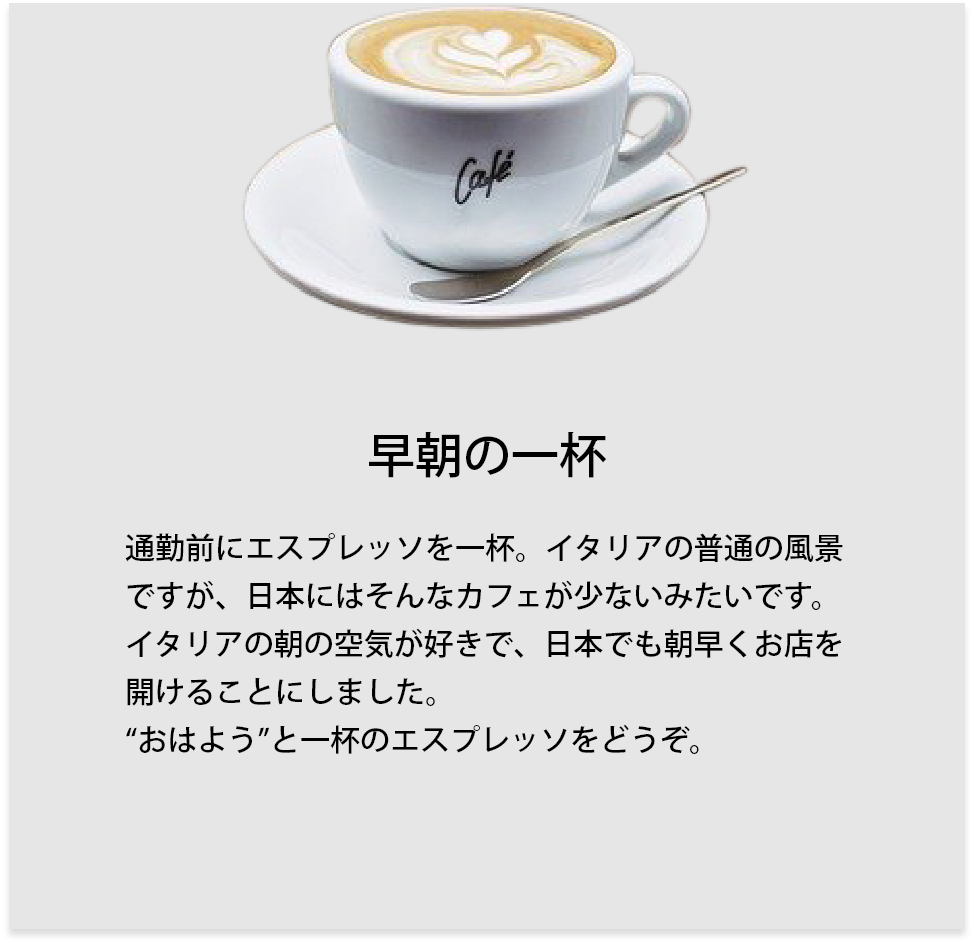 Café
早朝の一杯
通勤前にエスプレッソを一杯。イタリアの普通の風景
ですが、日本にはそんなカフェが少ないみたいです。
イタリアの朝の空気が好きで、日本でも朝早くお店を
開けることにしました。
“おはよう”と一杯のエスプレッソをどうぞ。